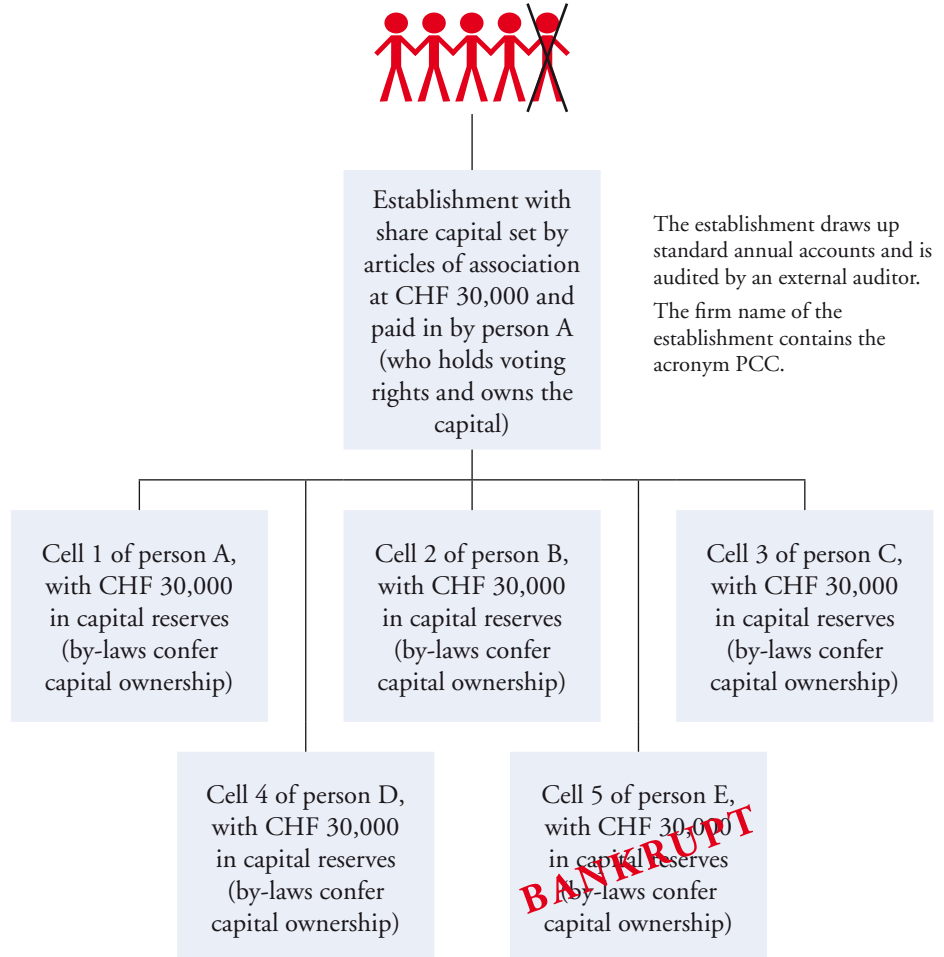 Establishment with
share capital set by
articles of association
at CHF 30,000 and
paid in by person A
(who holds voting
rights and owns the
capital)
The establishment draws up
standard annual accounts and is
audited by an external auditor.
The firm name of the
establishment contains the
acronym PCC.
Cell 1 of person A,
with CHF 30,000
in capital reserves
(by-laws confer
capital ownership)
Cell 2 of person B,
with CHF 30,000
in capital reserves
(by-laws confer
capital ownership)
Cell 3 of person C,
with CHF 30,000
in capital reserves
(by-laws confer
capital ownership)
Cell 4 of person D,
with CHF 30,000
in capital reserves
(by-laws confer
capital ownership)
Cell 5 of person E,
with CHF 30,000
in capital reserves
(by-laws confer
capital ownership)
BANKRUPT